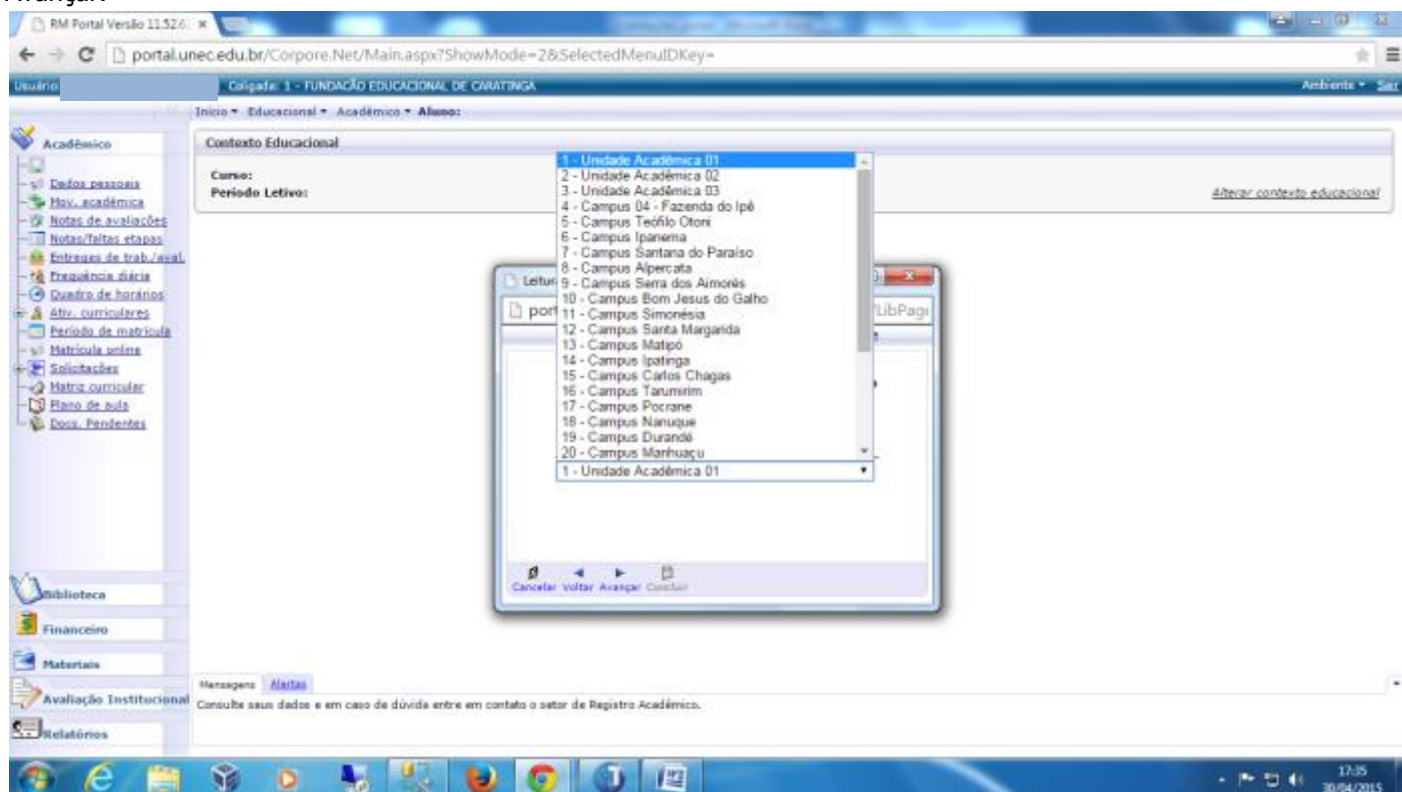 Avançar.
RM Portal Versão 11.52.6.
portal.unec.edu.br/Corpore.Net/Main.aspx?ShowMode=2&SelectedMenuIDKey=
Usuário: Coligada: 1 - FUNDAÇÃO EDUCACIONAL DE CARATINGA Ambiente Sair
Início Educacional Acadêmico Aluno:
Acadêmico
Dados pessoais
Mov. acadêmica
Notas de avaliações
Notas/faltas etapas
Entregas de trab./aval.
Frequência diária
Quadro de horários
Ativ. curriculares
Período de matrícula
Matrícula online
Solicitações
Matriz curricular
Plano de aula
Docs. Pendentes
Biblioteca
Financeiro
Materiais
Avaliação Institucional
Relatórios
Contexto Educacional
Curso:
Período Letivo:
Alterar contexto educacional
1 - Unidade Acadêmica 01
2 - Unidade Acadêmica 02
3 - Unidade Acadêmica 03
4 - Campus 04 - Fazenda do Ipê
5 - Campus Teófilo Otoni
6 - Campus Ipanema
7 - Campus Santana do Paraíso
8 - Campus Alpercata
9 - Campus Serra dos Aimorés
10 - Campus Bom Jesus do Galho
11 - Campus Simonésia
12 - Campus Santa Margarida
13 - Campus Matipó
14 - Campus Ipatinga
15 - Campus Carlos Chagas
16 - Campus Tarumirim
17 - Campus Pocrane
18 - Campus Nanuque
19 - Campus Durandé
20 - Campus Manhuaçu
1 - Unidade Acadêmica 01
Leitur
port /LibPagi
Cancelar Voltar Avançar Concluir
Mensagens Alertas
Consulte seus dados e em caso de dúvida entre em contato o setor de Registro Acadêmico.
17:35
30/04/2015